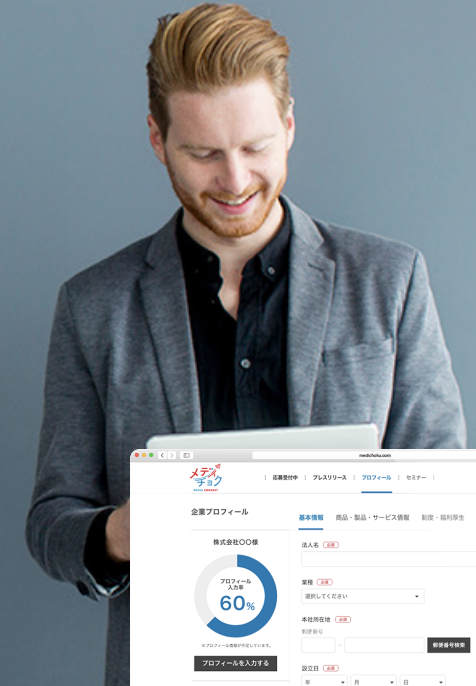 medichoku.com
メディ
チョク
MEDIA CONNECT
応募受付中 プレスリリース プロフィール セミナー
企業プロフィール
基本情報 商品・製品・サービス情報 制度・福利厚生
株式会社〇〇様
プロフィール
入力率
60%
※プロフィール情報が不足しています。
プロフィールを入力する
法人名 必須
業種 必須
選択してください
本社所在地 必須
郵便番号
- 郵便番号検索
設立日 必須
年 月 日